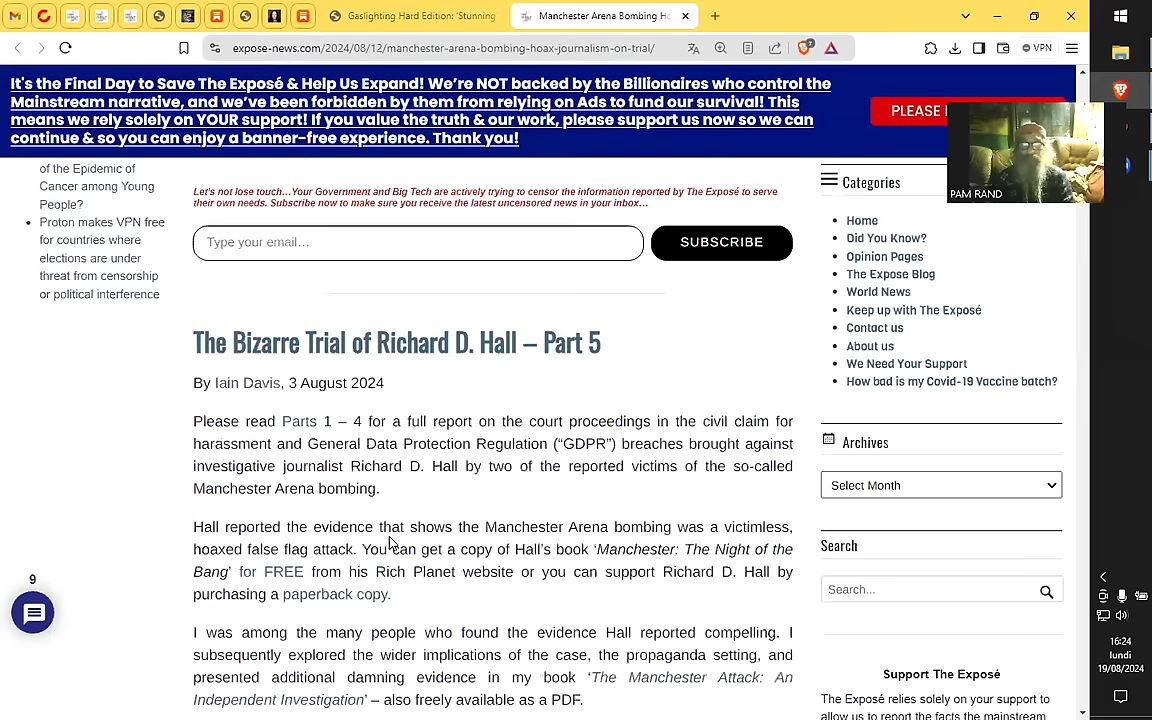 Gaslighting Hard Edition: 'Stunning
Manchester Arena Bombing Ho
expose-news.com/2024/08/12/manchester-arena-bombing-hoax-journalism-on-trial/
VPN
It's the Final Day to Save The Exposé & Help Us Expand! We're NOT backed by the Billionaires who control the
Mainstream narrative, and we've been forbidden by them from relying on Ads to fund our survival! This
means we rely solely on YOUR support! If you value the truth & our work, please support us now so we can
continue & so you can enjoy a banner-free experience. Thank you!
PLEASE
PAM RAND
of the Epidemic of
Cancer among Young
People?
Proton makes VPN free
for countries where
elections are under
threat from censorship
or political interference
Let's not lose touch…Your Government and Big Tech are actively trying to censor the information reported by The Exposé to serve
their own needs. Subscribe now to make sure you receive the latest uncensored news in your inbox…
Type your email…
SUBSCRIBE
The Bizarre Trial of Richard D. Hall – Part 5
By Iain Davis, 3 August 2024
Please read Parts 1 – 4 for a full report on the court proceedings in the civil claim for
harassment and General Data Protection Regulation ("GDPR") breaches brought against
investigative journalist Richard D. Hall by two of the reported victims of the so-called
Manchester Arena bombing.
Hall reported the evidence that shows the Manchester Arena bombing was a victimless,
hoaxed false flag attack. You can get a copy of Hall's book 'Manchester: The Night of the
Bang' for FREE from his Rich Planet website or you can support Richard D. Hall by
purchasing a paperback copy.
I was among the many people who found the evidence Hall reported compelling. I
subsequently explored the wider implications of the case, the propaganda setting, and
presented additional damning evidence in my book 'The Manchester Attack: An
Independent Investigation' – also freely available as a PDF.
9
Categories
Home
Did You Know?
Opinion Pages
The Expose Blog
World News
Keep up with The Exposé
Contact us
About us
We Need Your Support
How bad is my Covid-19 Vaccine batch?
Archives
Select Month
Search
Search...
Support The Exposé
The Exposé relies solely on your support to
allow us to report the facts the mainstream
16:24
lundi
19/08/2024